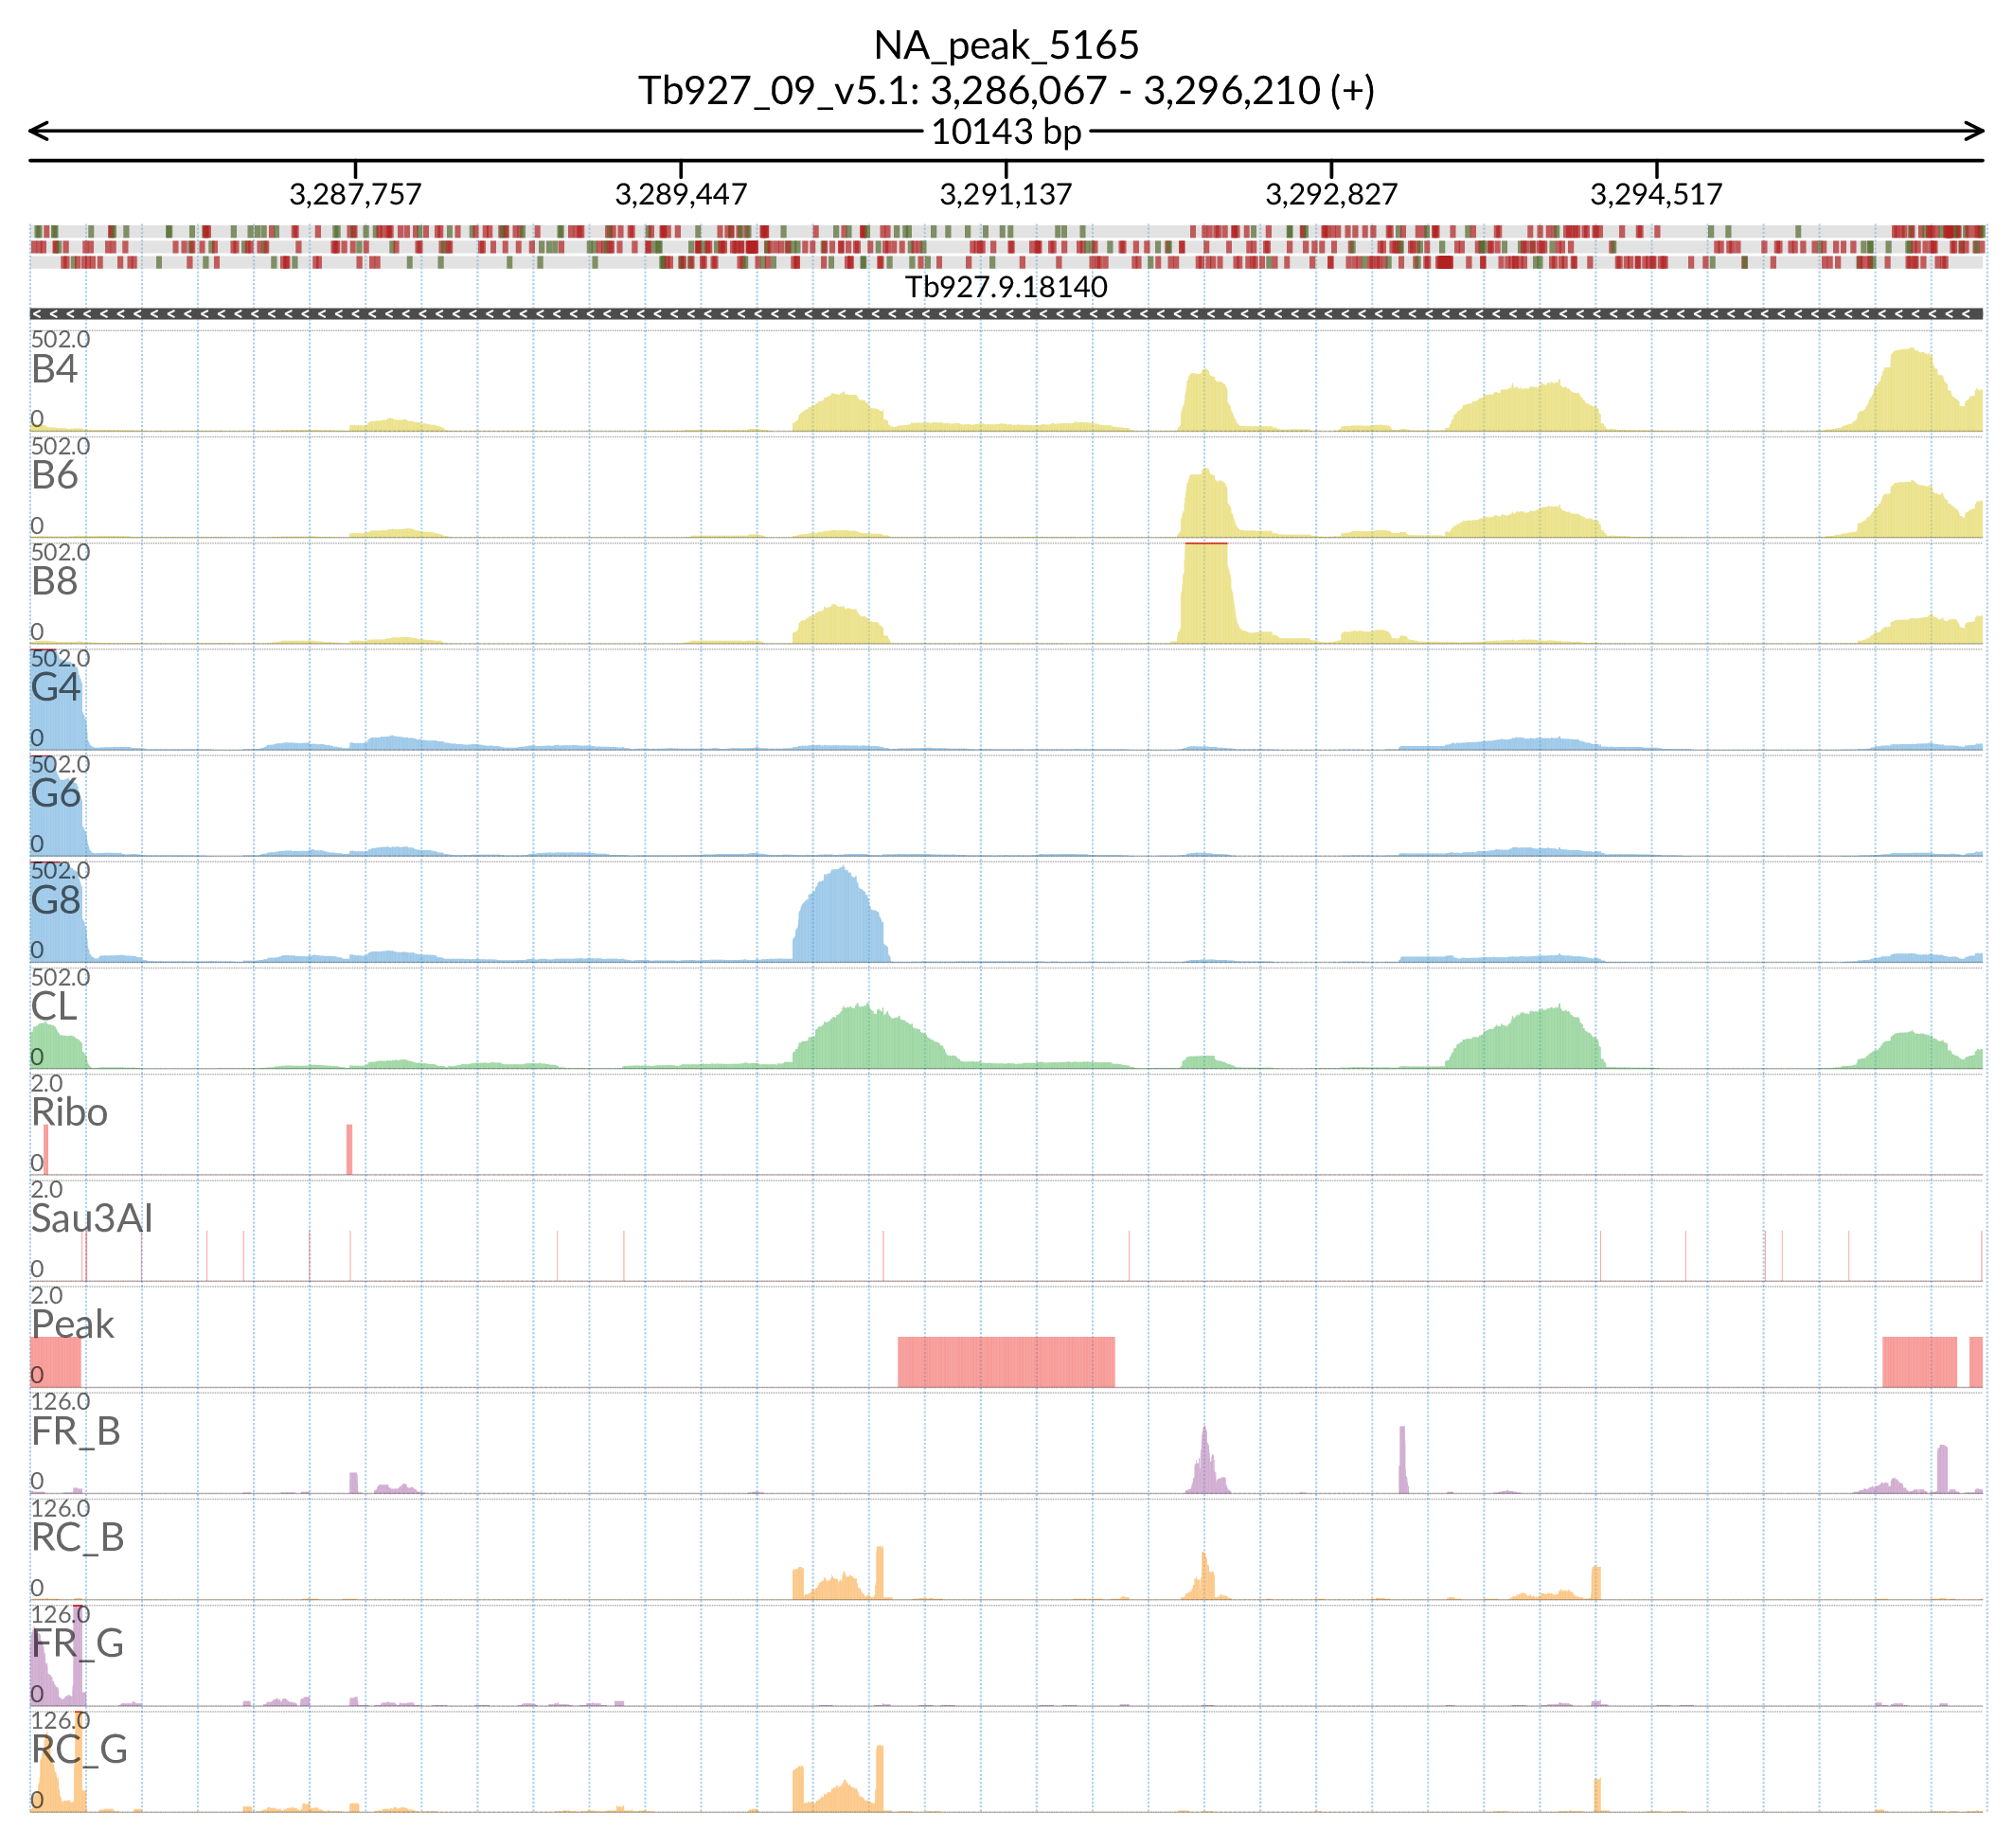 NA_peak_5165
Tb927_09_v5.1: 3,286,067 - 3,296,210 (+)
10143 bp
3,287,757 3,289,447 3,291,137 3,292,827 3,294,517
Tb927.9.18140
502.0
B4
0
502.0
B6
0
502.0
B8
0
502.0
G4
0
502.0
G6
0
502.0
G8
0
502.0
CL
0
2.0
Ribo
0
2.0
Sau3AI
0
2.0
Peak
0
126.0
FR_B
0
126.0
RC_B
0
126.0
FR_G
0
126.0
RC_G
0